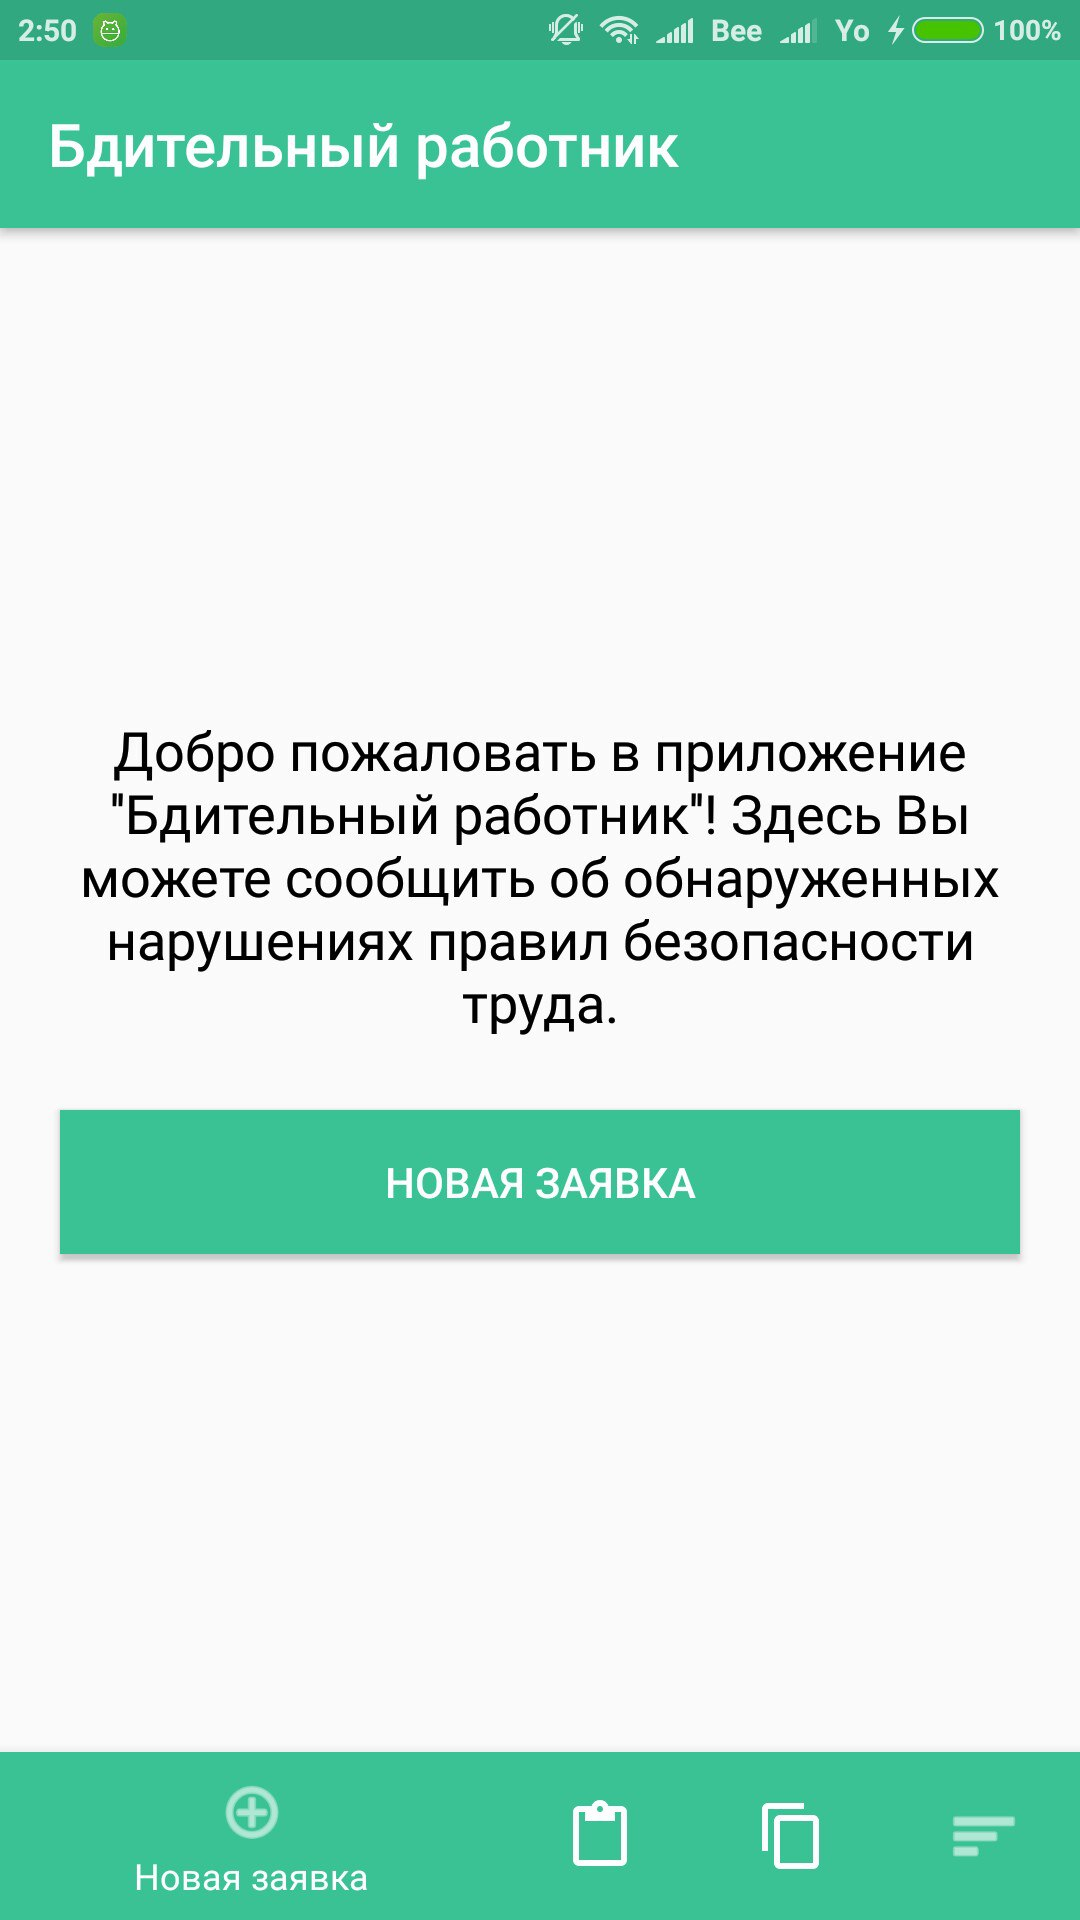 2:50 Bee Yo 100%
Бдительный работник
Добро пожаловать в приложение
"Бдительный работник"! Здесь Вы
можете сообщить об обнаруженных
нарушениях правил безопасности
труда.
НОВАЯ ЗАЯВКА
Новая заявка